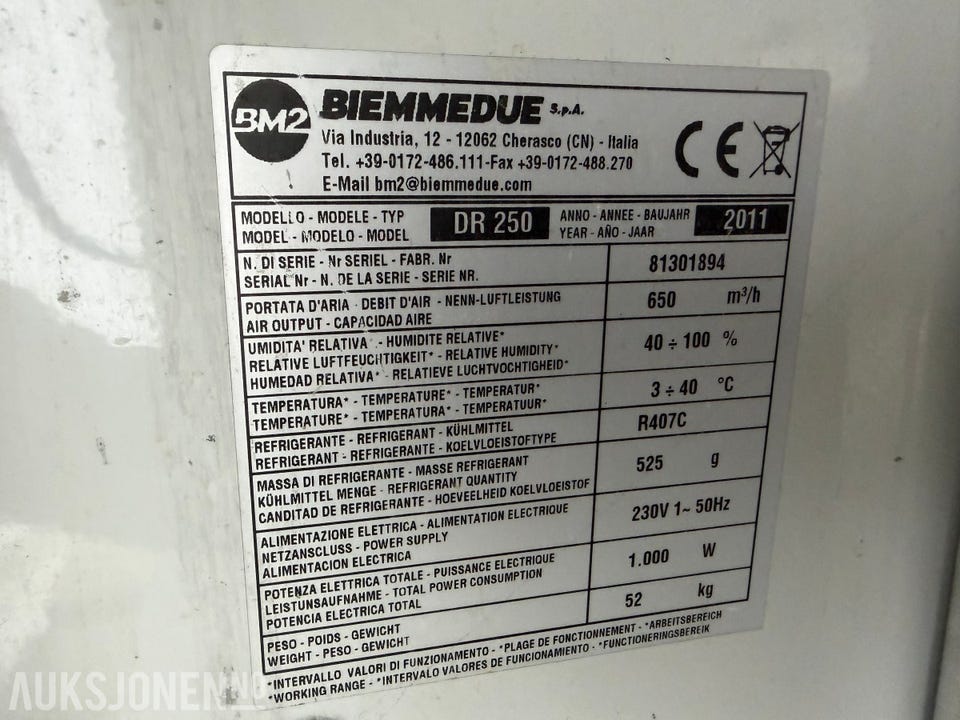 BM2 BIEMMEDUE S.p.A.
Via Industria, 12 - 12062 Cherasco (CN) - Italia
Tel. +39-0172-486.111-Fax +39-0172-488.270
E-Mail bm2@biemmedue.com
CE
MODELLO - MODELE - TYP
MODEL - MODELO - MODEL
DR 250
ANNO - ANNEE - BAUJAHR
YEAR - AÑO - JAAR
2011
N. DI SERIE - Nr SERIEL - FABR. Nr
SERIAL Nr - N. DE LA SERIE - SERIE NR.
81301894
PORTATA D'ARIA - DEBIT D'AIR - NENN-LUFTLEISTUNG
AIR OUTPUT - CAPACIDAD AIRE
650 m³/h
UMIDITA' RELATIVA - HUMIDITE RELATIVE*
RELATIVE LUFTFEUCHTIGKEIT* - RELATIVE HUMIDITY*
HUMEDAD RELATIVA* - RELATIEVE LUCHTVOCHTIGHEID*
40 ÷ 100 %
TEMPERATURA* - TEMPERATURE* - TEMPERATUR*
TEMPERATURE* - TEMPERATURA* - TEMPERATUUR*
3 ÷ 40 °C
REFRIGERANTE - REFRIGERANT - KÜHLMITTEL
REFRIGERANT - REFRIGERANTE - KOELVLOEISTOFTYPE
R407C
MASSA DI REFRIGERANTE - MASSE REFRIGERANT
KÜHLMITTEL MENGE - REFRIGERANT QUANTITY
CANDITAD DE REFRIGERANTE - HOEVEELHEID KOELVLOEISTOF
525 g
ALIMENTAZIONE ELETTRICA - ALIMENTATION ELECTRIQUE
NETZANSCLUSS - POWER SUPPLY
ALIMENTACION ELECTRICA
230V 1~ 50Hz
POTENZA ELETTRICA TOTALE - PUISSANCE ELECTRIQUE
LEISTUNSAUFNAHME - TOTAL POWER CONSUMPTION
POTENCIA ELECTRICA TOTAL
1.000 W
PESO - POIDS - GEWICHT
WEIGHT - PESO - GEWICHT
52 kg
*INTERVALLO VALORI DI FUNZIONAMENTO - *PLAGE DE FONCTIONNEMENT - *ARBEITSBEREICH
*WORKING RANGE - *INTERVALO VALORES DE FUNCIONAMIENTO - *FUNCTIONERINGSBEREIK
AUKSJONEN.NO